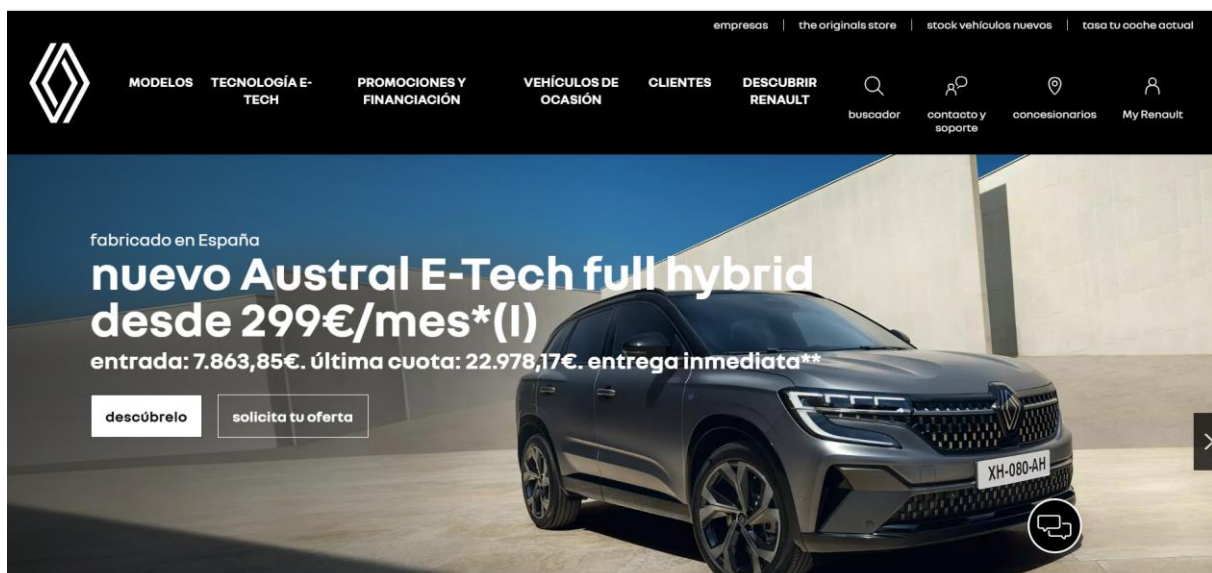 empresas | the originals store | stock vehículos nuevos | tasa tu coche actual
MODELOS
TECNOLOGÍA E-
TECH
PROMOCIONES Y
FINANCIACIÓN
VEHÍCULOS DE
OCASIÓN
CLIENTES
DESCUBRIR
RENAULT
buscador
contacto y
soporte
concesionarios
My Renault
fabricado en España
nuevo Austral E-Tech full hybrid
desde 299€/mes*(I)
entrada: 7.863,85€. última cuota: 22.978,17€. entrega inmediata**
descúbrelo
solicita tu oferta
XH-080-AH